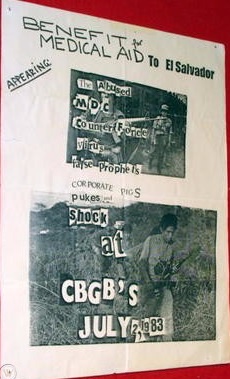 BENEFIT for
MEDICAL AID To El Salvador
APPEARING
The Abused
MDC
Counter Force
virus
false Prophets
CORPORATE PIGS
pukes and
Shock
at
CBGB'S
JULY 2, 1983